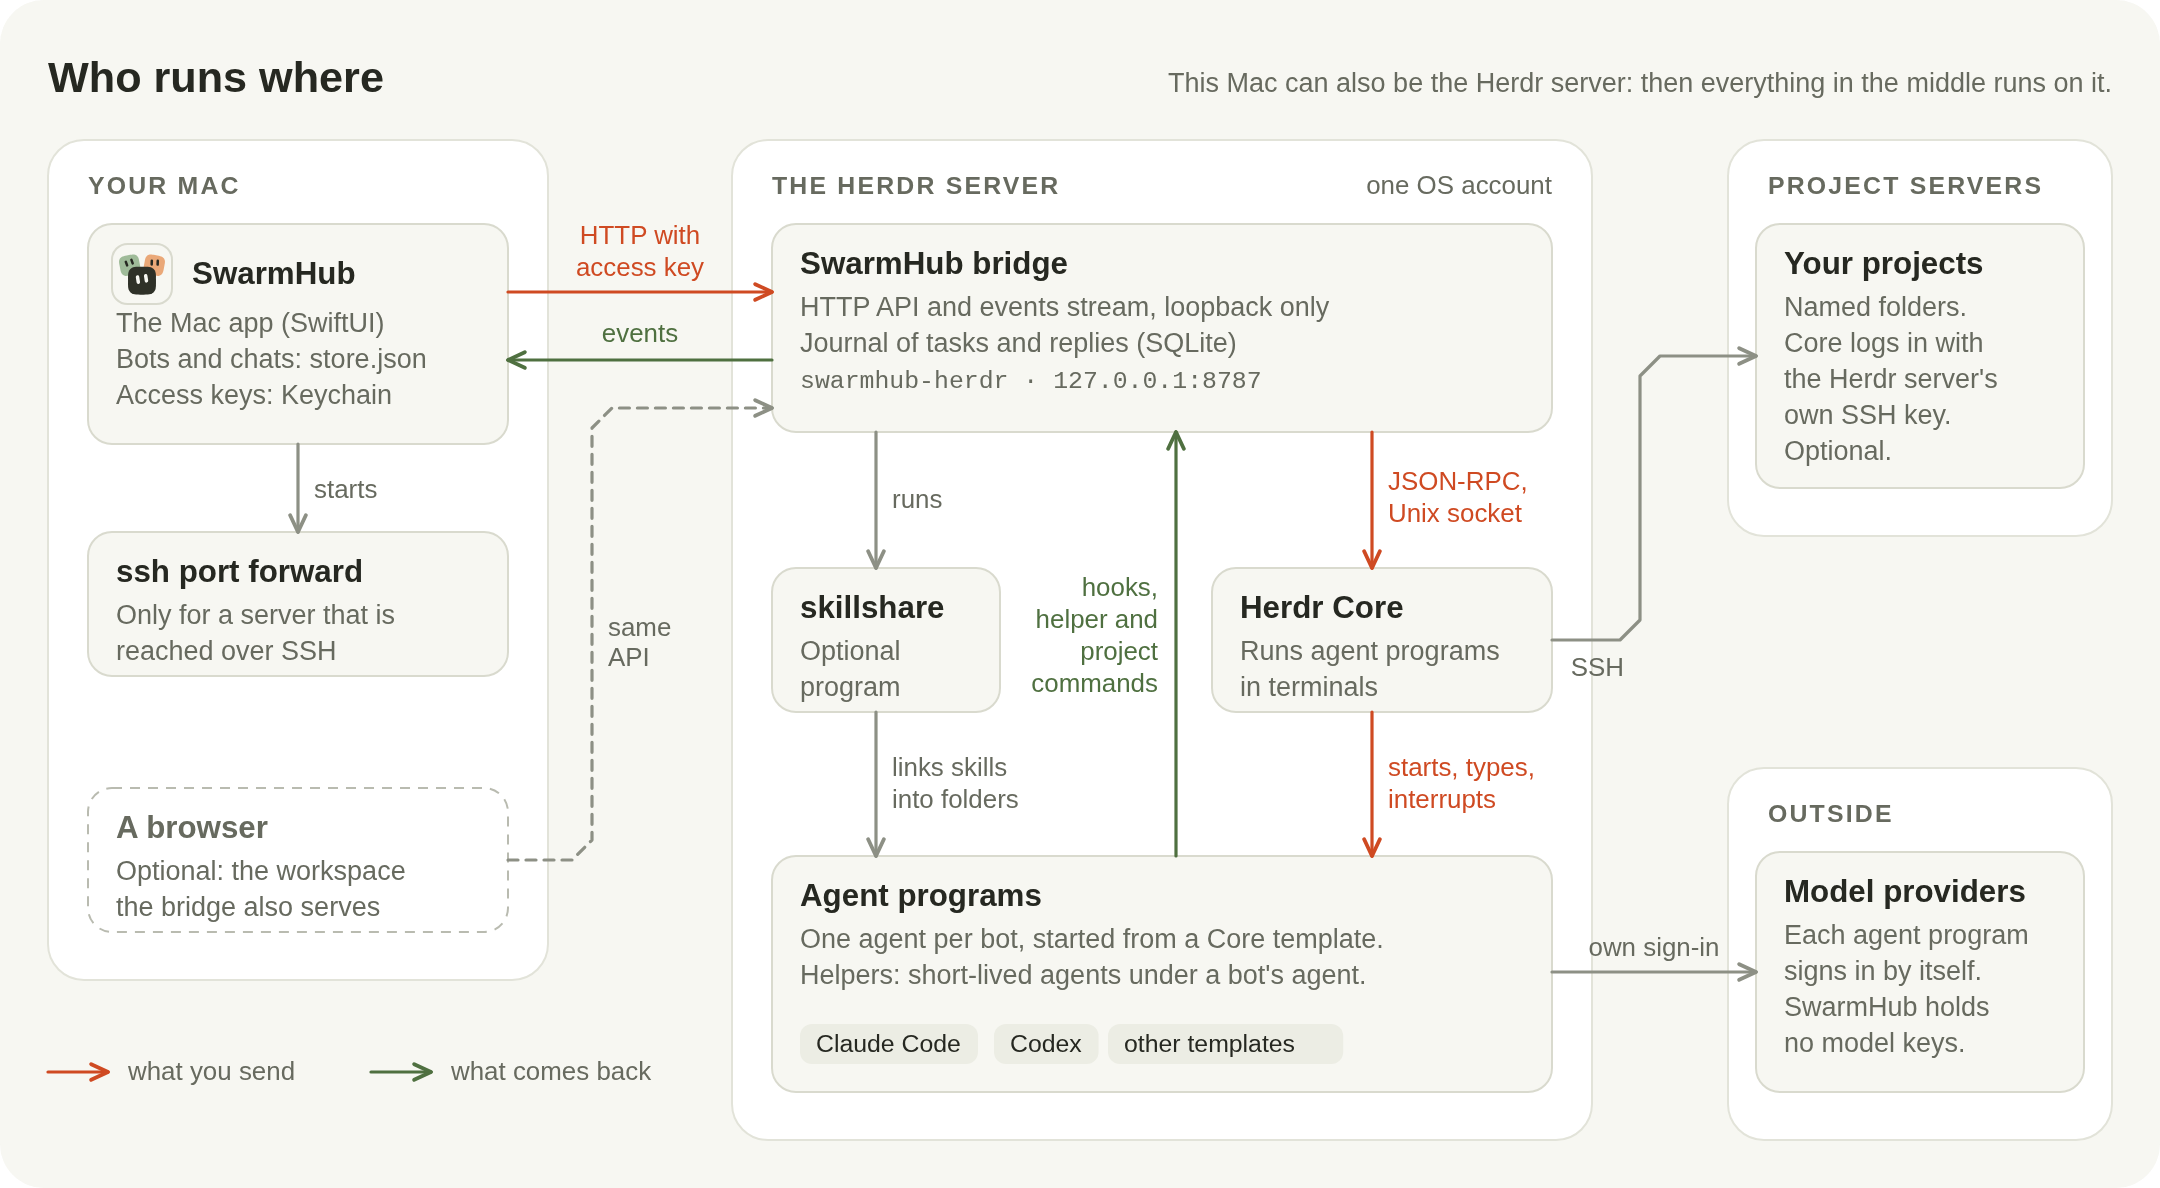 Who runs where
This Mac can also be the Herdr server: then everything in the middle runs on it.
YOUR MAC
SwarmHub
The Mac app (SwiftUI)
Bots and chats: store.json
Access keys: Keychain
starts
ssh port forward
Only for a server that is
reached over SSH
A browser
Optional: the workspace
the bridge also serves
HTTP with
access key
events
same
API
THE HERDR SERVER
one OS account
SwarmHub bridge
HTTP API and events stream, loopback only
Journal of tasks and replies (SQLite)
swarmhub-herdr · 127.0.0.1:8787
runs
JSON-RPC,
Unix socket
skillshare
Optional
program
hooks,
helper and
project
commands
Herdr Core
Runs agent programs
in terminals
SSH
links skills
into folders
starts, types,
interrupts
Agent programs
One agent per bot, started from a Core template.
Helpers: short-lived agents under a bot's agent.
Claude Code
Codex
other templates
own sign-in
PROJECT SERVERS
Your projects
Named folders.
Core logs in with
the Herdr server's
own SSH key.
Optional.
OUTSIDE
Model providers
Each agent program
signs in by itself.
SwarmHub holds
no model keys.
what you send
what comes back